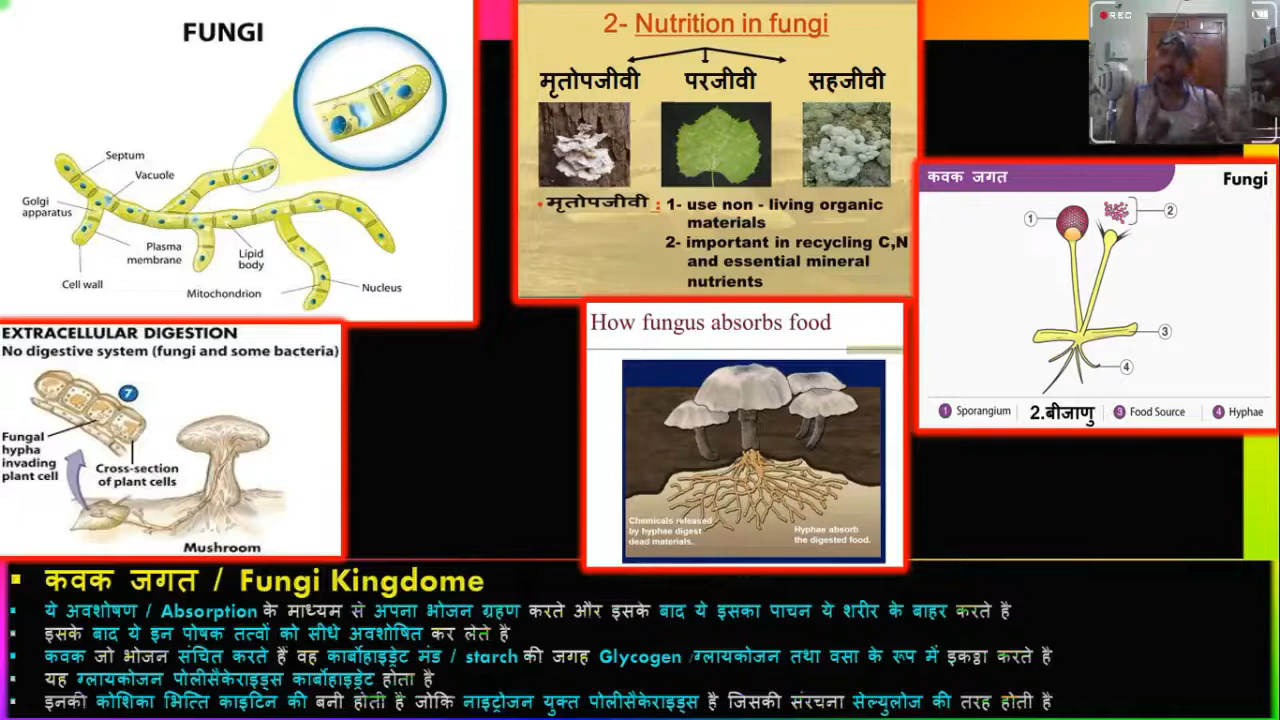 FUNGI
Septum
Vacuole
Golgi
apparatus
Plasma
membrane
Lipid
body
Cell wall
Mitochondrion
Nucleus
2- Nutrition in fungi
मृतोपजीवी परजीवी सहजीवी
• मृतोपजीवी : 1- use non - living organic
materials
2- important in recycling C,N
and essential mineral
nutrients
REC
कवक जगत Fungi
1
2
3
4
1 Sporangium 2.बीजाणु 3 Food Source 4 Hyphae
EXTRACELLULAR DIGESTION
No digestive system (fungi and some bacteria)
7
Fungal
hypha
invading
plant cell
Cross-section
of plant cells
Mushroom
How fungus absorbs food
Chemicals released
by hyphae digest
dead materials.
Hyphae absorb
the digested food.
▪ कवक जगत / Fungi Kingdome
▪ ये अवशोषण / Absorption के माध्यम से अपना भोजन ग्रहण करते और इसके बाद ये इसका पाचन ये शरीर के बाहर करते है
▪ इसके बाद ये इन पोषक तत्वों को सीधे अवशोषित कर लेते है
▪ कवक जो भोजन संचित करते हैं वह कार्बोहाइड्रेट मंड / starch की जगह Glycogen /ग्लायकोजन तथा वसा के रूप में इकठ्ठा करते है
▪ यह ग्लायकोजन पोलीसैकेराइड्स कार्बोहाइड्रेट होता है
▪ इनकी कोशिका भित्ति काइटिन की बनी होती है जोकि नाइट्रोजन युक्त पोलीसैकेराइड्स है जिसकी संरचना सेल्युलोज की तरह होती है